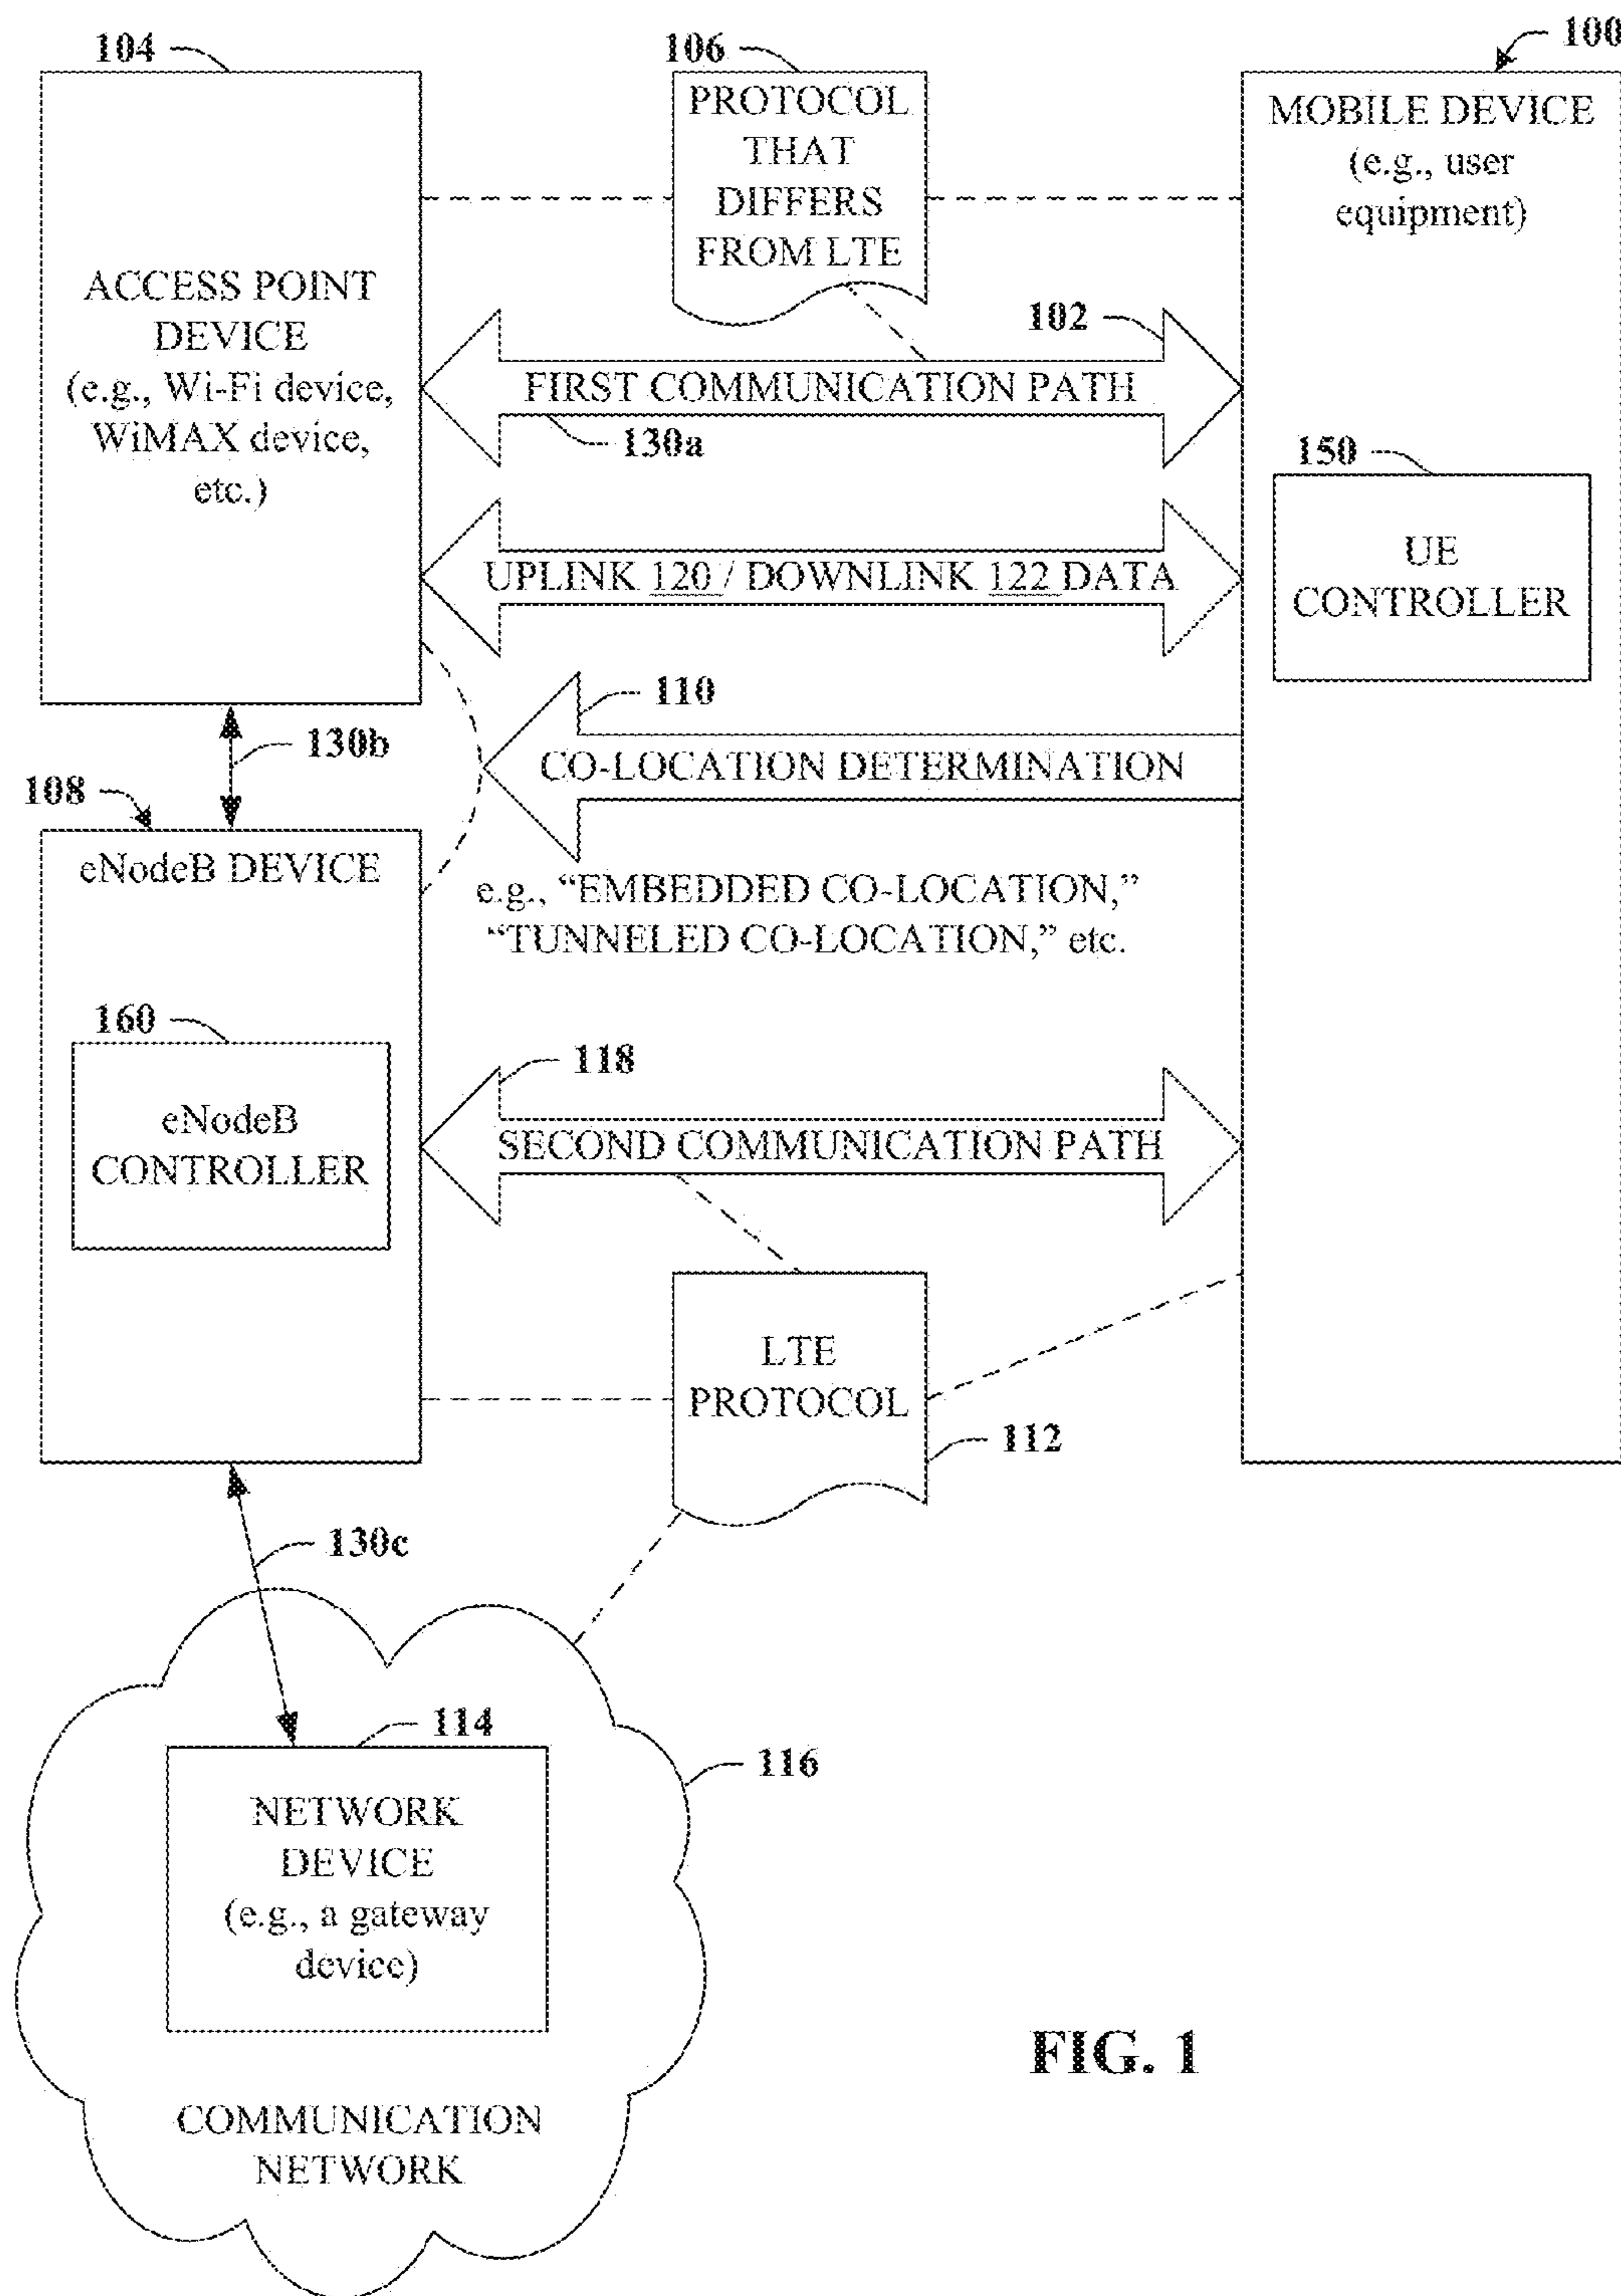 104
106
100
PROTOCOL
THAT
DIFFERS
FROM LTE
MOBILE DEVICE
(e.g., user
equipment)
ACCESS POINT
DEVICE
(e.g., Wi-Fi device,
WiMAX device,
etc.)
102
FIRST COMMUNICATION PATH
130a
150
UE
CONTROLLER
UPLINK 120 / DOWNLINK 122 DATA
110
CO-LOCATION DETERMINATION
130b
108
eNodeB DEVICE
e.g., “EMBEDDED CO-LOCATION,”
“TUNNELED CO-LOCATION,” etc.
160
eNodeB
CONTROLLER
118
SECOND COMMUNICATION PATH
LTE
PROTOCOL
112
130c
114
116
NETWORK
DEVICE
(e.g., a gateway
device)
COMMUNICATION
NETWORK
FIG. 1